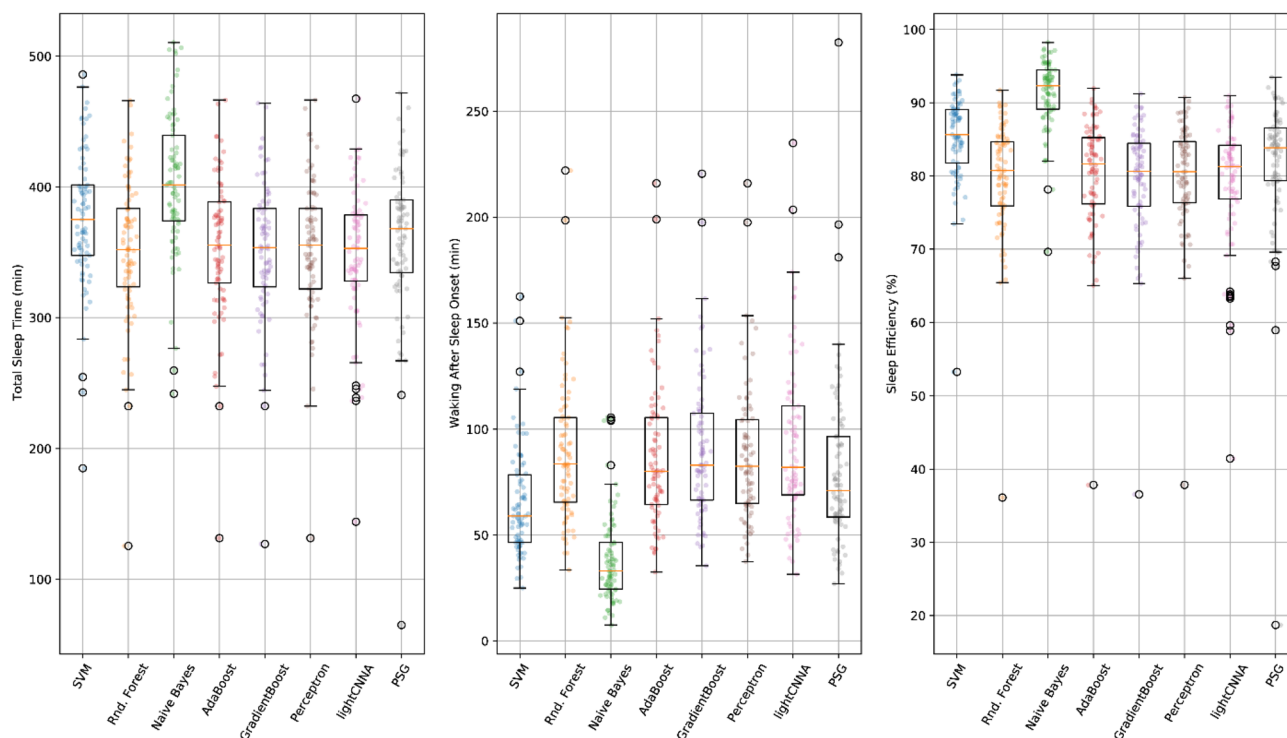 Total Sleep Time (min)
500
400
300
200
100
SVM
Rnd. Forest
Naive Bayes
AdaBoost
GradientBoost
Perceptron
lightCNNA
PSG
Waking After Sleep Onset (min)
250
200
150
100
50
0
SVM
Rnd. Forest
Naive Bayes
AdaBoost
GradientBoost
Perceptron
lightCNNA
PSG
Sleep Efficiency (%)
100
90
80
70
60
50
40
30
20
SVM
Rnd. Forest
Naive Bayes
AdaBoost
GradientBoost
Perceptron
lightCNNA
PSG